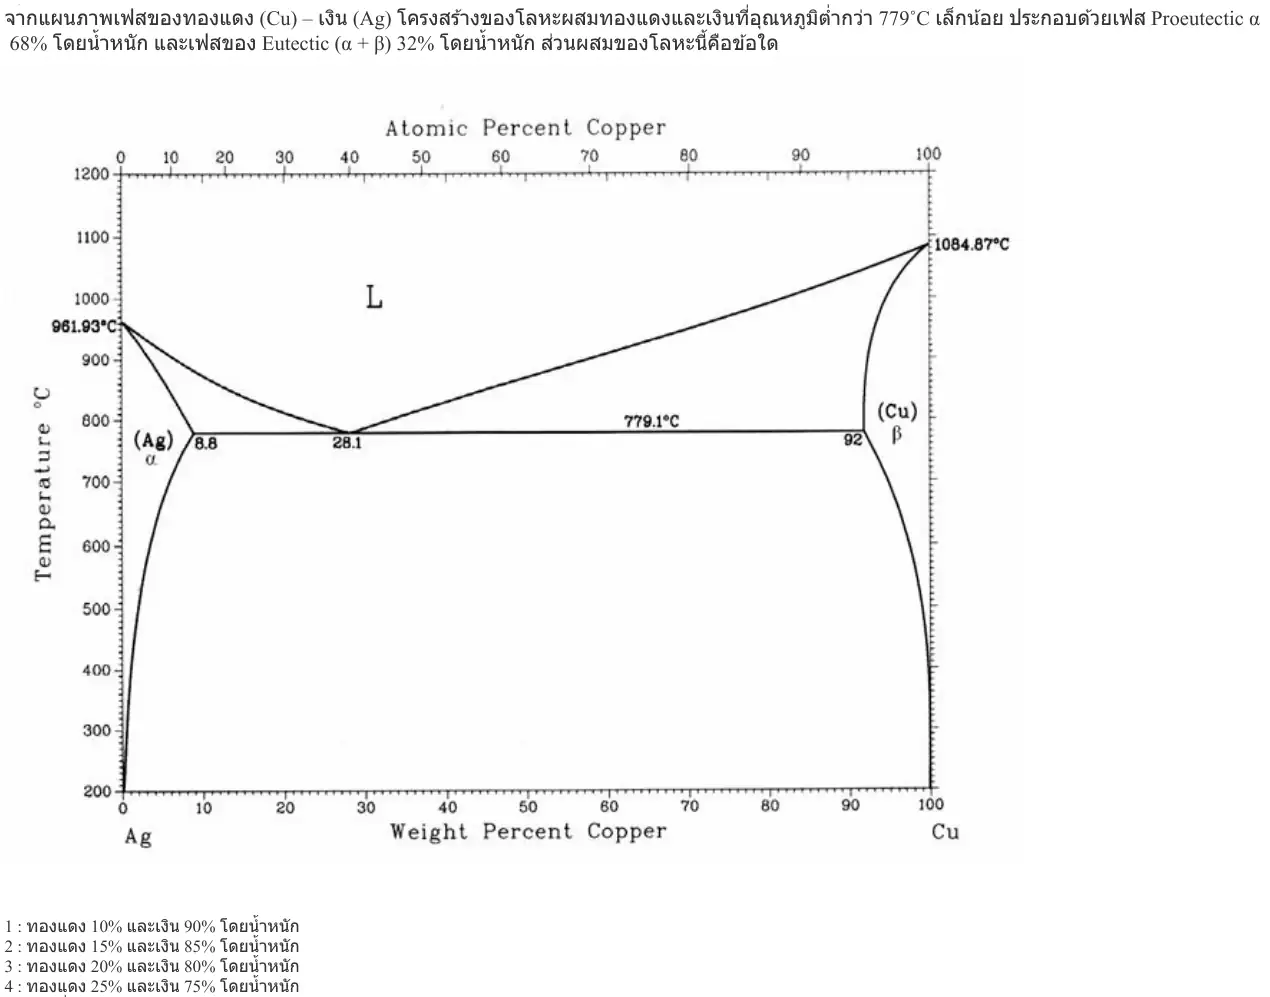 จากแผนภาพเฟสของทองแดง (Cu) – เงิน (Ag) โครงสร้างของโลหะผสมทองแดงและเงินที่อุณหภูมิต่ำกว่า 779˚C เล็กน้อย ประกอบด้วยเฟส Proeutectic α
68% โดยน้ำหนัก และเฟสของ Eutectic (α + β) 32% โดยน้ำหนัก ส่วนผสมของโลหะนี้คือข้อใด
Atomic Percent Copper
0 10 20 30 40 50 60 70 80 90 100
1200
1100
1084.87°C
1000
L
961.93°C
900
800
(Ag)
α
8.8
28.1
779.1°C
92
(Cu)
β
Temperature °C
700
600
500
400
300
200
0 10 20 30 40 50 60 70 80 90 100
Ag Weight Percent Copper Cu
1 : ทองแดง 10% และเงิน 90% โดยน้ำหนัก
2 : ทองแดง 15% และเงิน 85% โดยน้ำหนัก
3 : ทองแดง 20% และเงิน 80% โดยน้ำหนัก
4 : ทองแดง 25% และเงิน 75% โดยน้ำหนัก